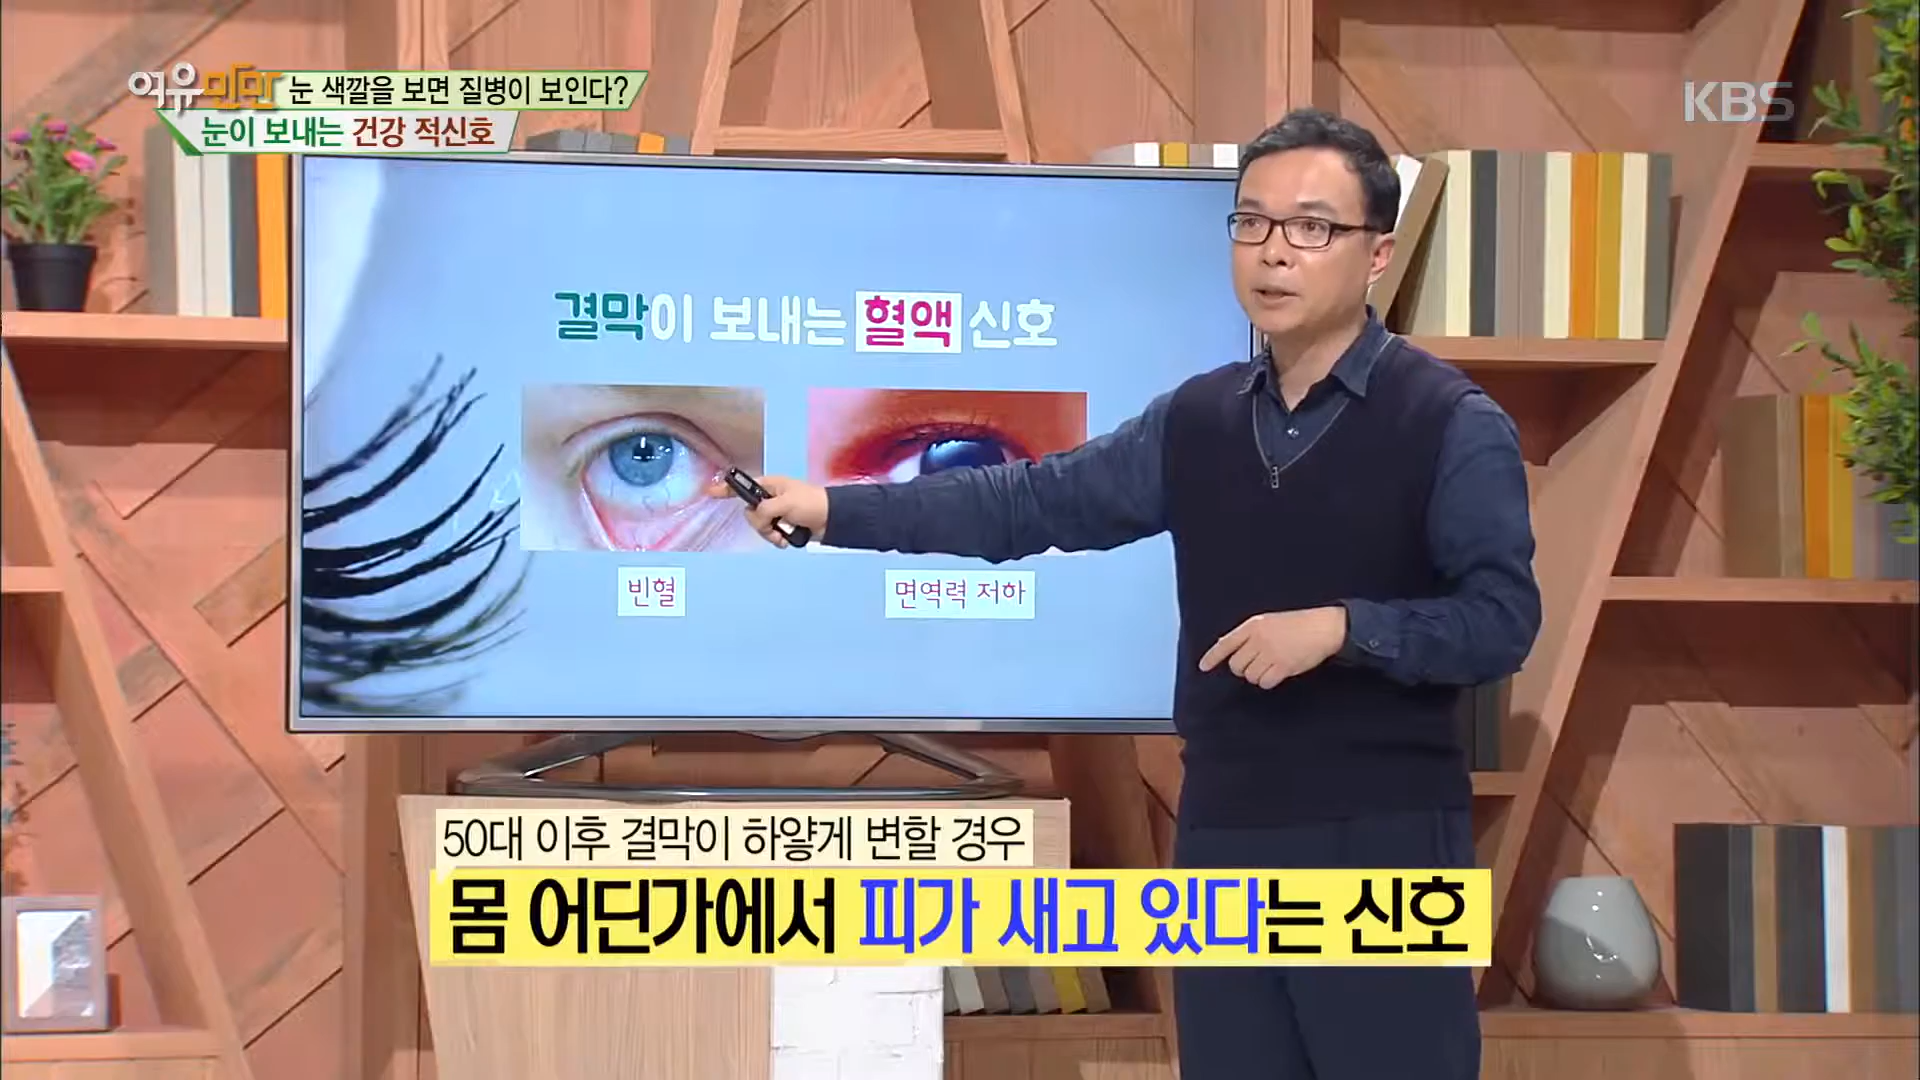 여유만만 눈 색깔을 보면 질병이 보인다?
눈이 보내는 건강 적신호
KBS
결막이 보내는 혈액 신호
빈혈
면역력 저하
50대 이후 결막이 하얗게 변할 경우
몸 어딘가에서 피가 새고 있다는 신호